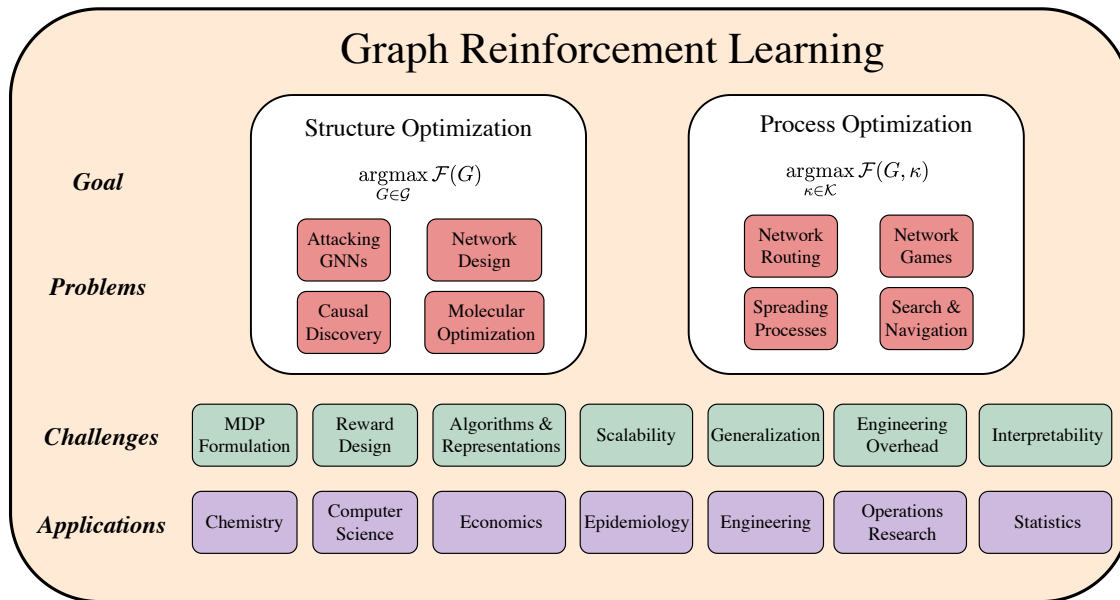 Graph Reinforcement Learning
Structure Optimization
Process Optimization
Goal
argmax F(G)
G∈G
argmax F(G, κ)
κ∈K
Problems
Attacking
GNNs
Network
Design
Causal
Discovery
Molecular
Optimization
Network
Routing
Network
Games
Spreading
Processes
Search &
Navigation
Challenges
MDP
Formulation
Reward
Design
Algorithms &
Representations
Scalability
Generalization
Engineering
Overhead
Interpretability
Applications
Chemistry
Computer
Science
Economics
Epidemiology
Engineering
Operations
Research
Statistics